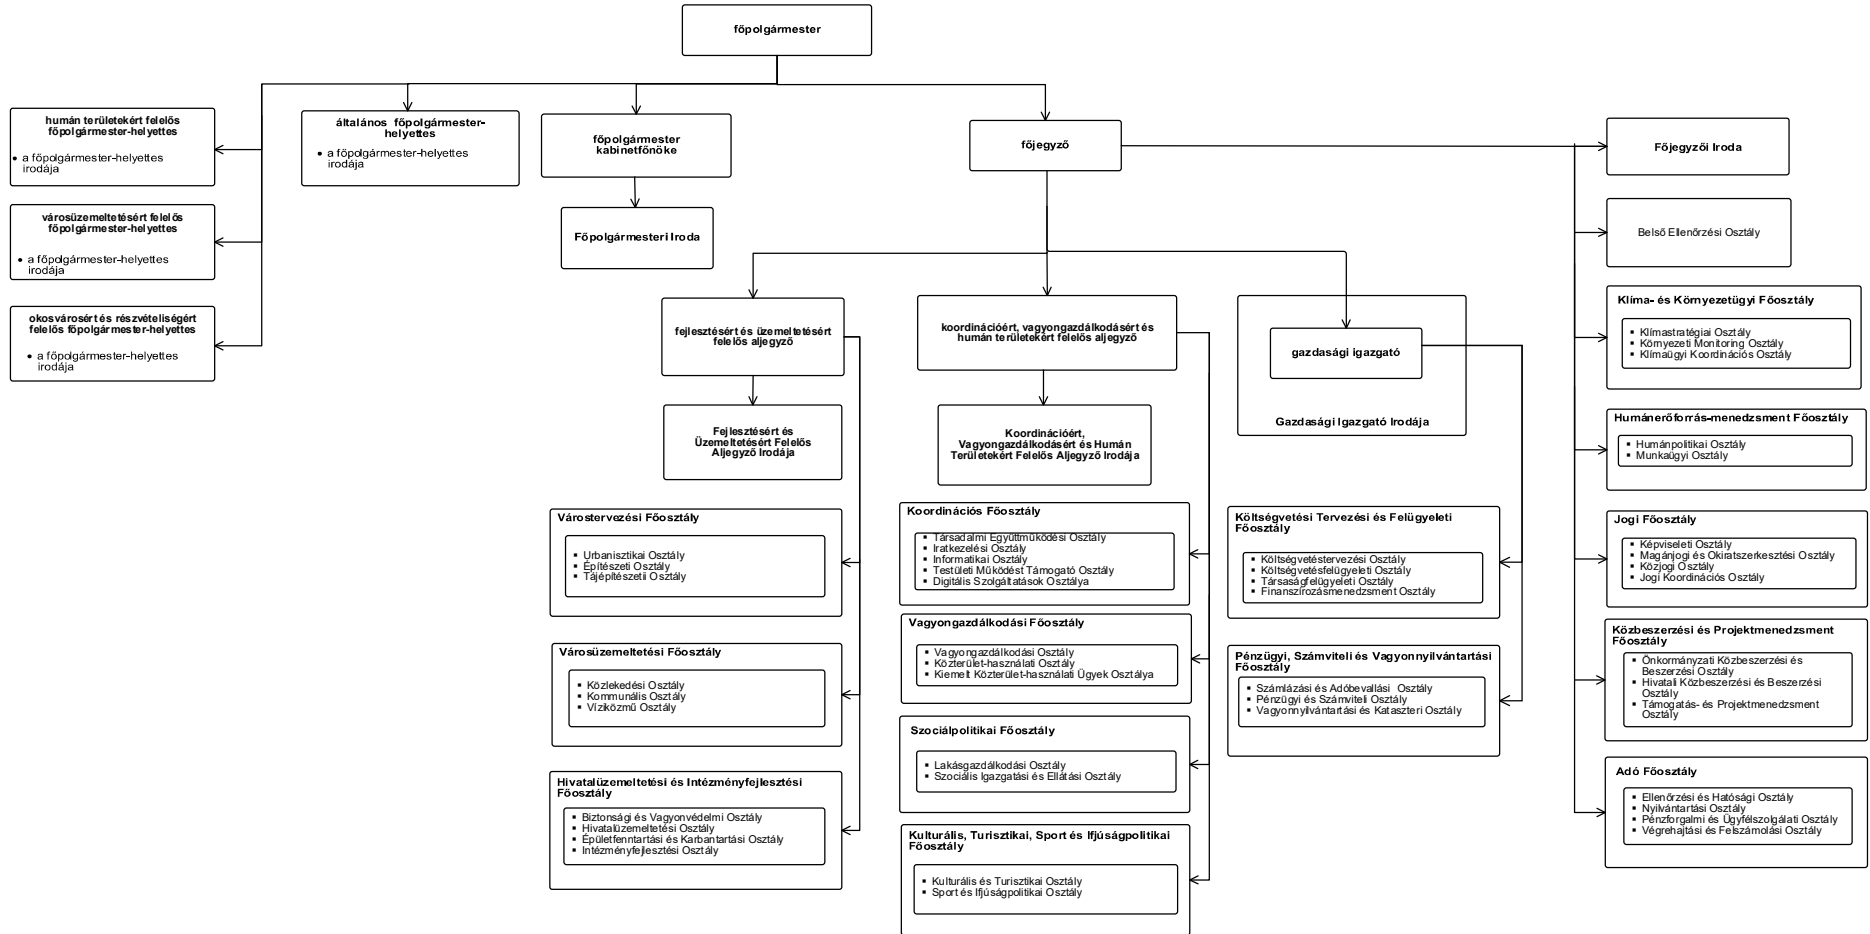 főpolgármester
humán területekért felelős
főpolgármester-helyettes
• a főpolgármester-helyettes
irodája
városüzemeltetésért felelős
főpolgármester-helyettes
• a főpolgármester-helyettes
irodája
okosvárosért és részvételiségért
felelős főpolgármester-helyettes
• a főpolgármester-helyettes
irodája
általános főpolgármester-
helyettes
• a főpolgármester-helyettes
irodája
főpolgármester
kabinetfőnöke
Főpolgármesteri Iroda
főjegyző
fejlesztésért és üzemeltetésért
felelős aljegyző
Fejlesztésért és
Üzemeltetésért Felelős
Aljegyző Irodája
Várostervezési Főosztály
▪ Urbanisztikai Osztály
▪ Építészeti Osztály
▪ Tájépítészeti Osztály
Városüzemeltetési Főosztály
▪ Közlekedési Osztály
▪ Kommunális Osztály
▪ Víziközmű Osztály
Hivatalüzemeltetési és Intézményfejlesztési
Főosztály
▪ Biztonsági és Vagyonvédelmi Osztály
▪ Hivatalüzemeltetési Osztály
▪ Épületfenntartási és Karbantartási Osztály
▪ Intézményfejlesztési Osztály
koordinációért, vagyongazdálkodásért és
humán területekért felelős aljegyző
Koordinációért,
Vagyongazdálkodásért és Humán
Területekért Felelős Aljegyző Irodája
Koordinációs Főosztály
▪ Társadalmi Együttműködési Osztály
▪ Iratkezelési Osztály
▪ Informatikai Osztály
▪ Testületi Működést Támogató Osztály
▪ Digitális Szolgáltatások Osztálya
Vagyongazdálkodási Főosztály
▪ Vagyongazdálkodási Osztály
▪ Közterület-használati Osztály
▪ Kiemelt Közterület-használati Ügyek Osztálya
Szociálpolitikai Főosztály
▪ Lakásgazdálkodási Osztály
▪ Szociális Igazgatási és Ellátási Osztály
Kulturális, Turisztikai, Sport és Ifjúságpolitikai
Főosztály
▪ Kulturális és Turisztikai Osztály
▪ Sport és Ifjúságpolitikai Osztály
gazdasági igazgató
Gazdasági Igazgató Irodája
Költségvetési Tervezési és Felügyeleti
Főosztály
▪ Költségvetéstervezési Osztály
▪ Költségvetésfelügyeleti Osztály
▪ Társaságfelügyeleti Osztály
▪ Finanszírozásmenedzsment Osztály
Pénzügyi, Számviteli és Vagyonnyilvántartási
Főosztály
▪ Számlázási és Adóbevallási Osztály
▪ Pénzügyi és Számviteli Osztály
▪ Vagyonnyilvántartási és Kataszteri Osztály
Főjegyzői Iroda
Belső Ellenőrzési Osztály
Klíma- és Környezetügyi Főosztály
▪ Klímastratégiai Osztály
▪ Környezeti Monitoring Osztály
▪ Klímaügyi Koordinációs Osztály
Humánerőforrás-menedzsment Főosztály
▪ Humánpolitikai Osztály
▪ Munkaügyi Osztály
Jogi Főosztály
▪ Képviseleti Osztály
▪ Magánjogi és Okiratszerkesztési Osztály
▪ Közjogi Osztály
▪ Jogi Koordinációs Osztály
Közbeszerzési és Projektmenedzsment
Főosztály
▪ Önkormányzati Közbeszerzési és
Beszerzési Osztály
▪ Hivatali Közbeszerzési és Beszerzési
Osztály
▪ Támogatás- és Projektmenedzsment
Osztály
Adó Főosztály
▪ Ellenőrzési és Hatósági Osztály
▪ Nyilvántartási Osztály
▪ Pénzforgalmi és Ügyfélszolgálati Osztály
▪ Végrehajtási és Felszámolási Osztály